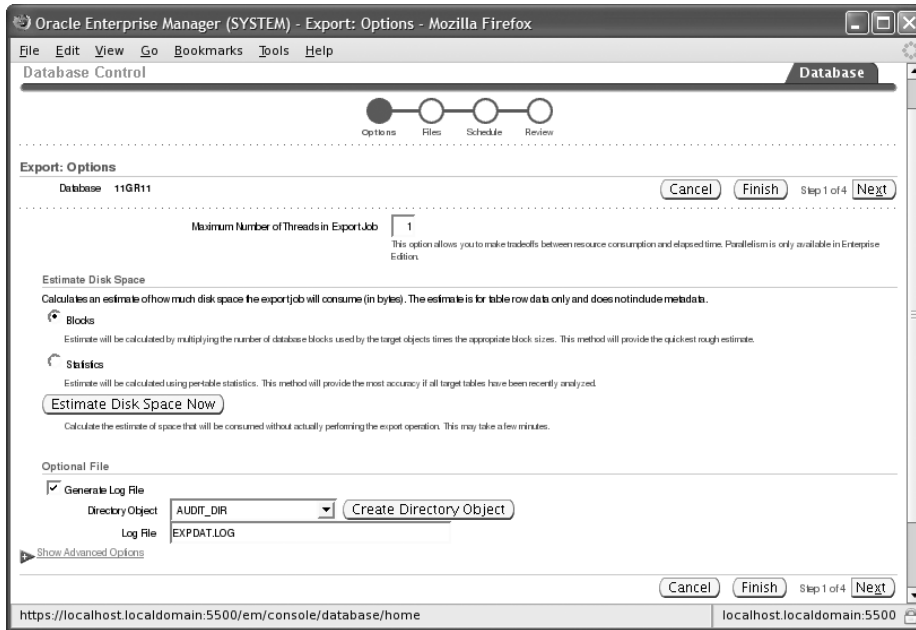 Oracle Enterprise Manager (SYSTEM) - Export: Options - Mozilla Firefox
File Edit View Go Bookmarks Tools Help
Database Control
Database
Options Files Schedule Review
Export: Options
Database 11GR11
Cancel Finish Step 1 of 4 Next
Maximum Number of Threads in Export Job 1
This option allows you to make tradeoffs between resource consumption and elapsed time. Parallelism is only available in Enterprise
Edition.
Estimate Disk Space
Calculates an estimate of how much disk space the export job will consume (in bytes). The estimate is for table row data only and does not include metadata.
Blocks
Estimate will be calculated by multiplying the number of database blocks used by the target objects times the appropriate block sizes. This method will provide the quickest rough estimate.
Statistics
Estimate will be calculated using per-table statistics. This method will provide the most accuracy if all target tables have been recently analyzed.
Estimate Disk Space Now
Calculate the estimate of space that will be consumed without actually performing the export operation. This may take a few minutes.
Optional File
Generate Log File
Directory Object AUDIT_DIR Create Directory Object
Log File EXPDAT.LOG
Show Advanced Options
Cancel Finish Step 1 of 4 Next
https://localhost.localdomain:5500/em/console/database/home localhost.localdomain:5500